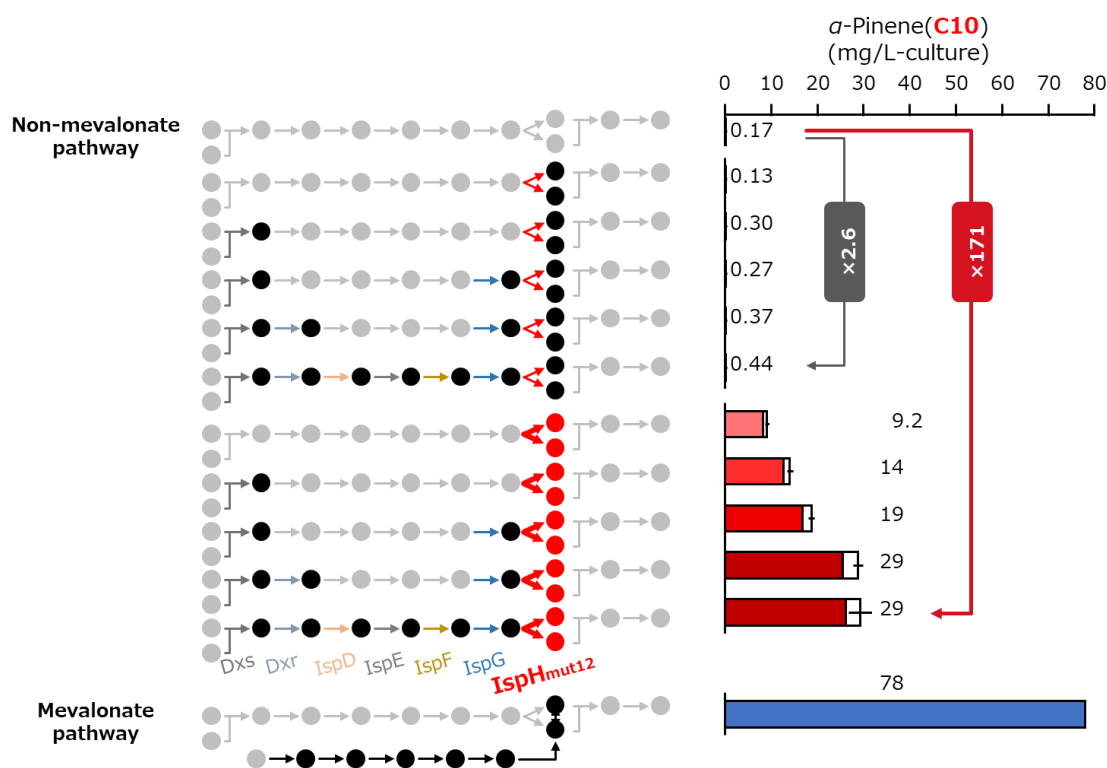 α-Pinene(C10)
(mg/L-culture)
0 10 20 30 40 50 60 70 80
Non-mevalonate
pathway
0.17
0.13
0.30
0.27
0.37
0.44
×2.6
×171
9.2
14
19
29
29
Dxs Dxr IspD IspE IspF IspG IspHmut12
78
Mevalonate
pathway